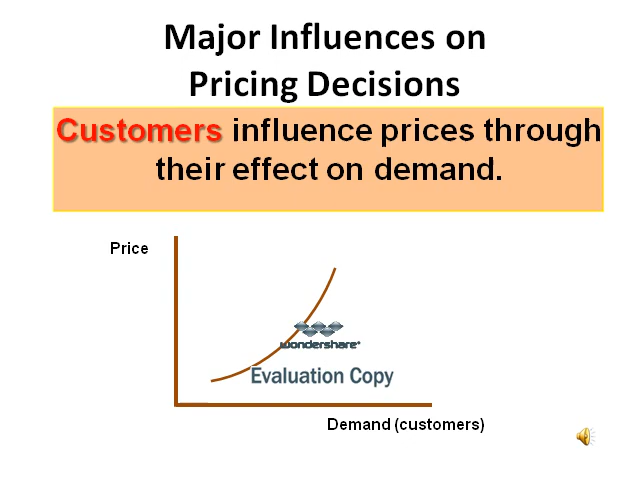 Major Influences on
Pricing Decisions
Customers influence prices through
their effect on demand.
Price
wondershare
Evaluation Copy
Demand (customers)